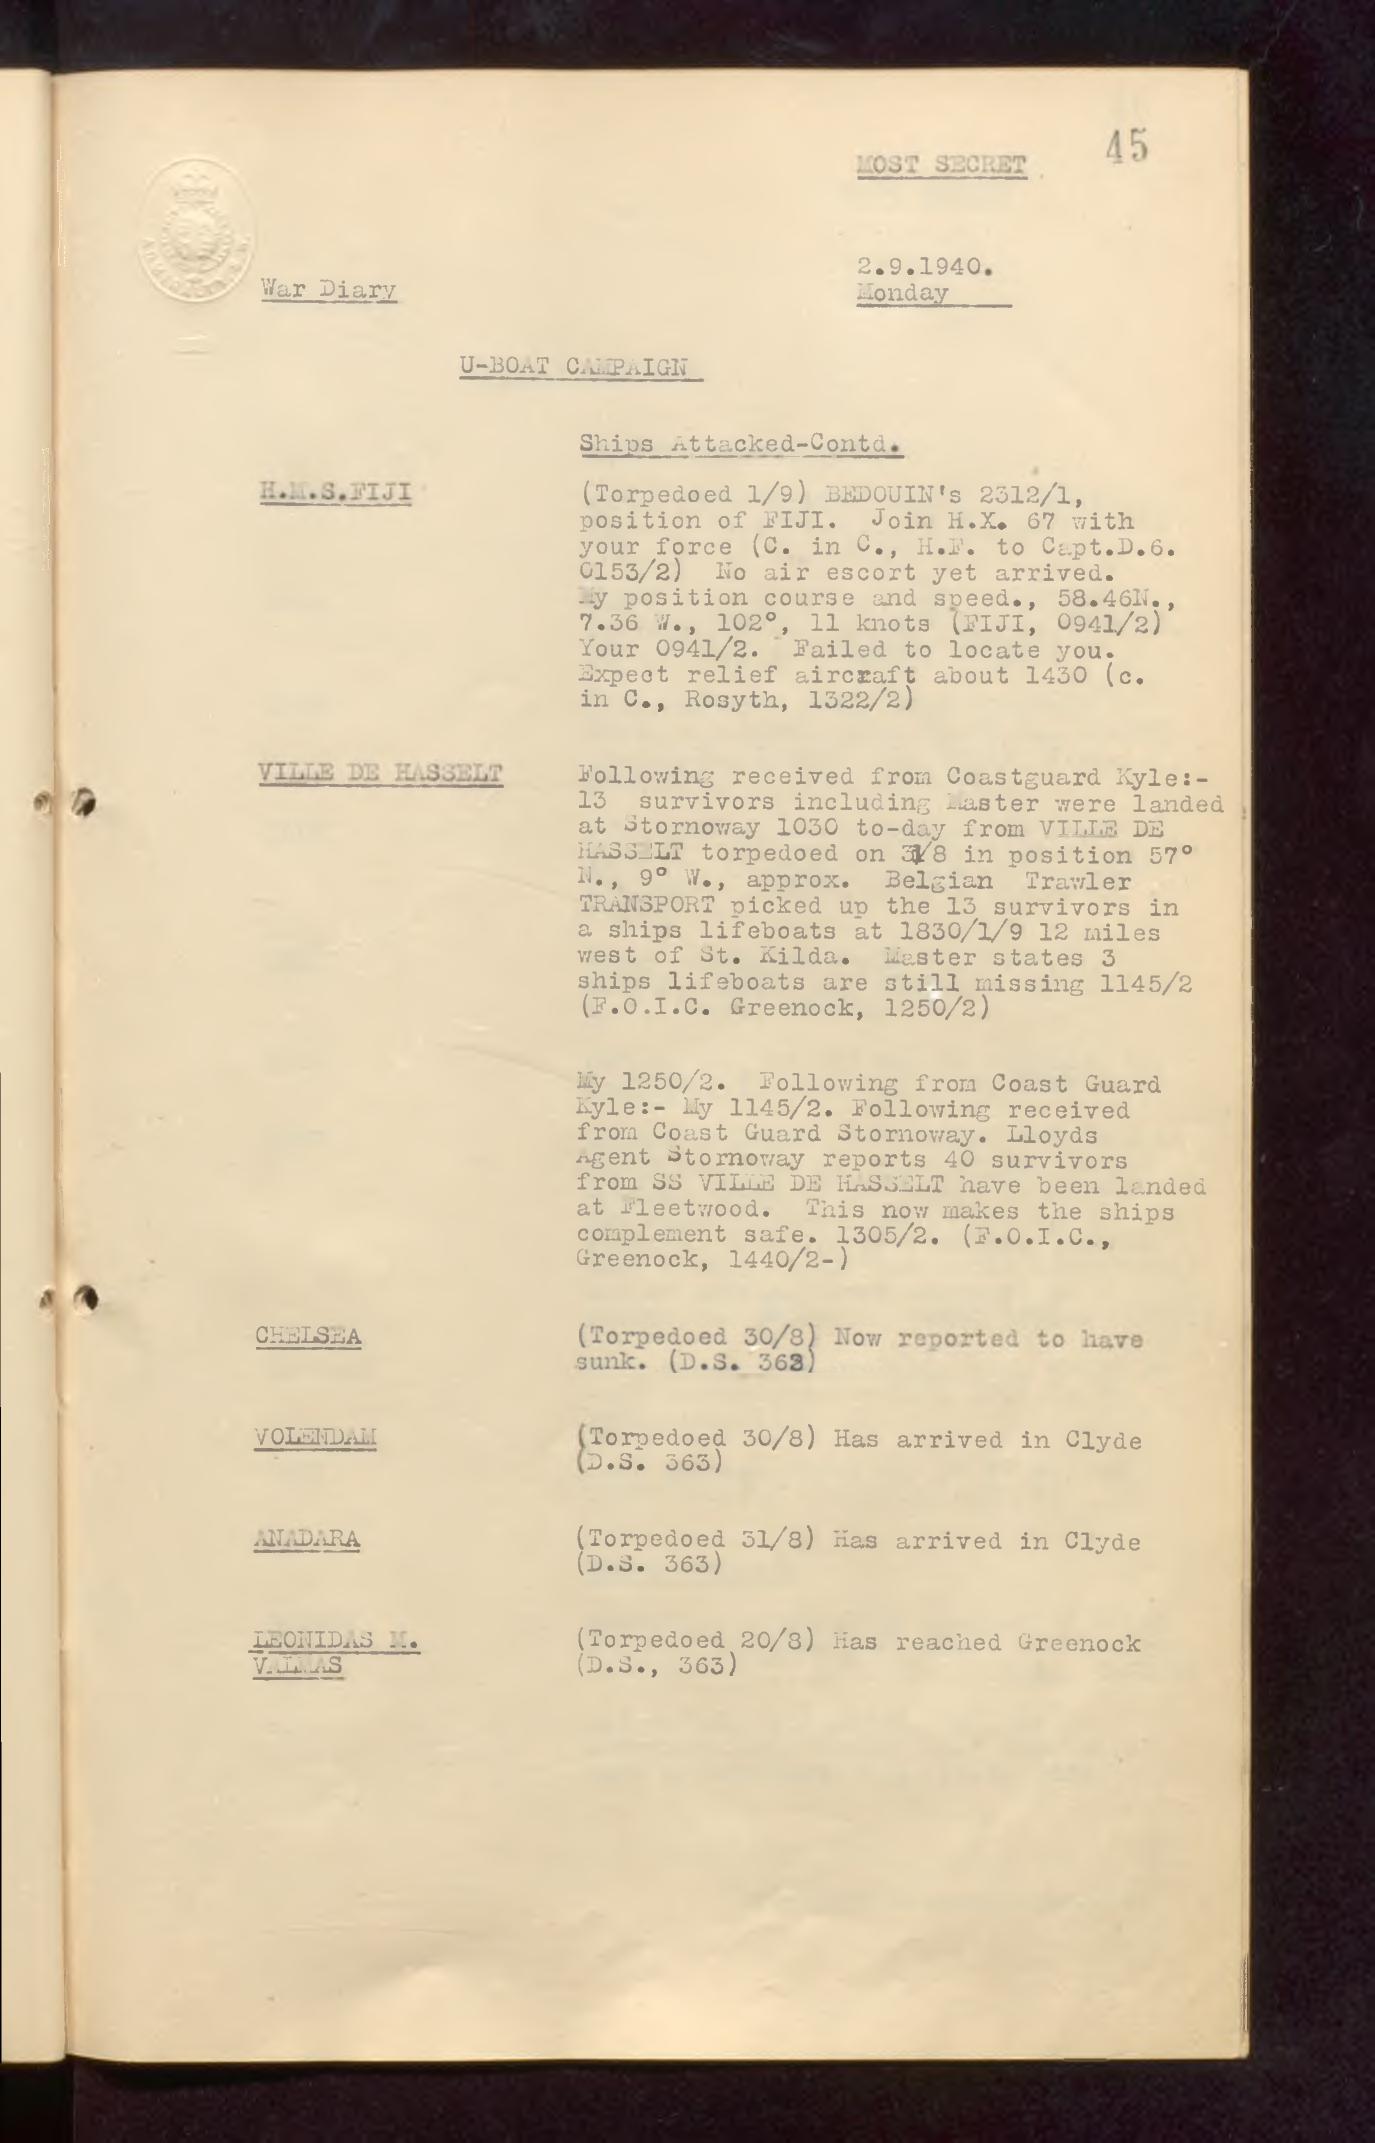 45
MOST SECRET
2.9.1940.
War Diary
Monday
U-BOAT CAMPAIGN
Ships Attacked-Contd.
H.M.S.FIJI
(Torpedoed 1/9) BEDOUIN's 2312/1,
position of FIJI. Join H.X. 67 with
your force (C. in C., H.F. to Capt.D.6.
0153/2) No air escort yet arrived.
My position course and speed., 58.46N.,
7.36 W., 102°, 11 knots (FIJI, 0941/2)
Your 0941/2. Failed to locate you.
Expect relief aircraft about 1430 (c.
in C., Rosyth, 1322/2)
VILLE DE HASSELT
Following received from Coastguard Kyle:-
13 survivors including Master were landed
at Stornoway 1030 to-day from VILLE DE
HASSELT torpedoed on 31/8 in position 57°
N., 9° W., approx. Belgian Trawler
TRANSPORT picked up the 13 survivors in
a ships lifeboats at 1830/1/9 12 miles
west of St. Kilda. Master states 3
ships lifeboats are still missing 1145/2
(F.O.I.C. Greenock, 1250/2)
My 1250/2. Following from Coast Guard
Kyle:- My 1145/2. Following received
from Coast Guard Stornoway. Lloyds
Agent Stornoway reports 40 survivors
from SS VILLE DE HASSELT have been landed
at Fleetwood. This now makes the ships
complement safe. 1305/2. (F.O.I.C.,
Greenock, 1440/2-)
CHELSEA
(Torpedoed 30/8) Now reported to have
sunk. (D.S. 363)
VOLENDAM
(Torpedoed 30/8) Has arrived in Clyde
(D.S. 363)
ANADARA
(Torpedoed 31/8) Has arrived in Clyde
(D.S. 363)
LEONIDAS M.
VALMAS
(Torpedoed 20/8) Has reached Greenock
(D.S., 363)